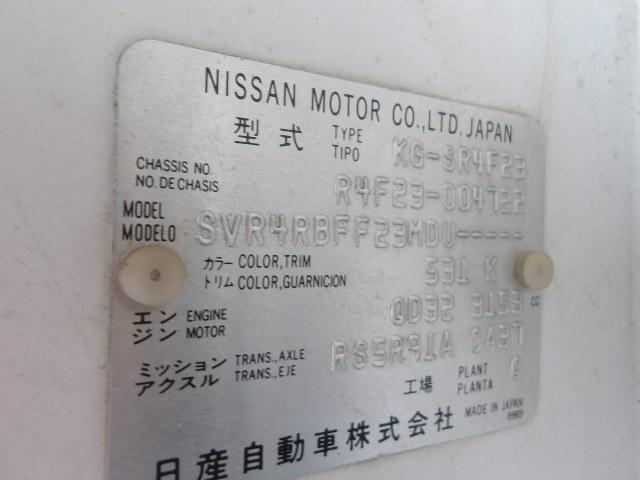 NISSAN MOTOR CO.,LTD. JAPAN
型式 TYPE TIPO KG-SR4F23
CHASSIS NO. NO. DE CHASIS R4F23-004722
MODEL MODELO SVR4RBFF23MDU-----
カラー COLOR, TRIM
トリム COLOR, GUARNICION 531 K
エンジン ENGINE MOTOR QD32 3153 CC
ミッション TRANS., AXLE
アクスル TRANS., EJE RS5R91A C437
工場 PLANT PLANTA
日産自動車株式会社 MADE IN JAPAN